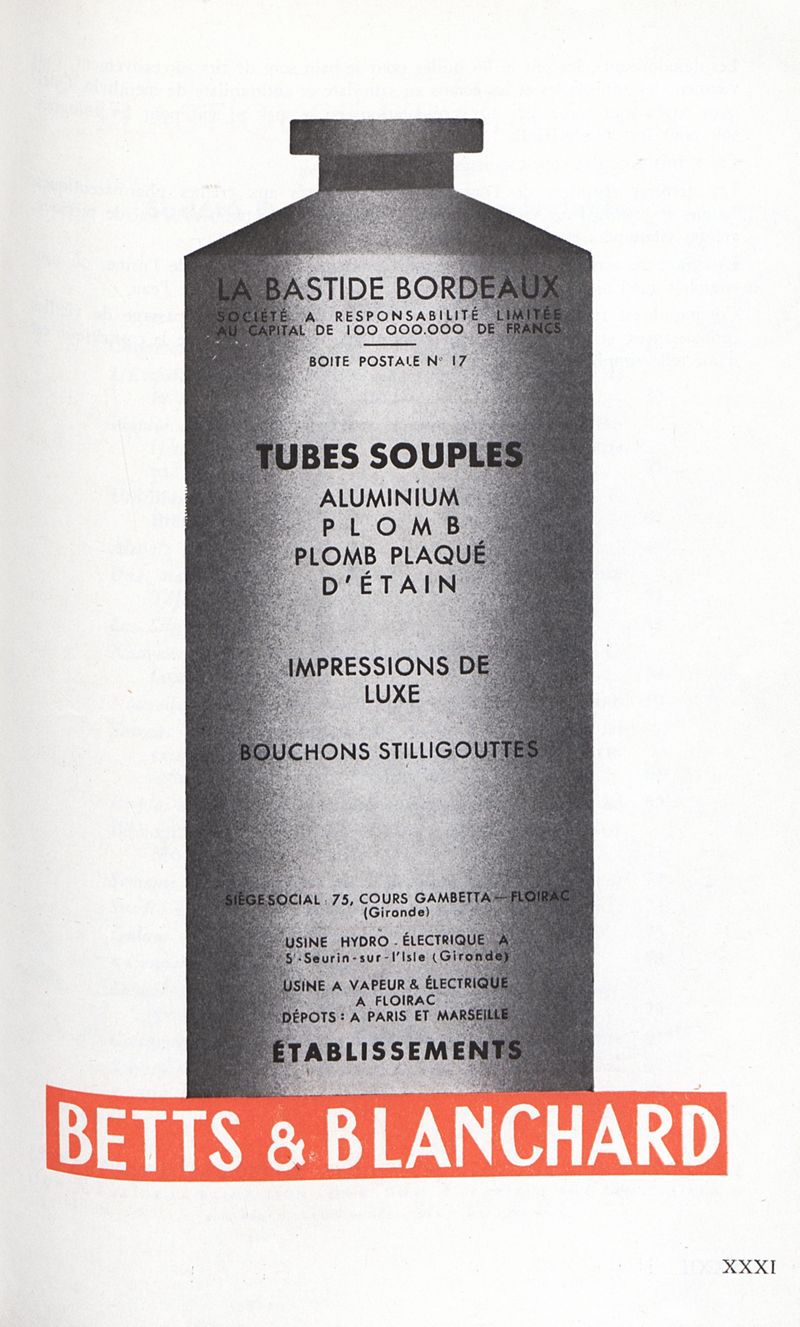 LA BASTIDE BORDEAUX
SOCIÉTÉ A RESPONSABILITÉ LIMITÉE
AU CAPITAL DE 100 000.000 DE FRANCS
BOITE POSTALE N° 17
TUBES SOUPLES
ALUMINIUM
PLOMB
PLOMB PLAQUÉ
D'ÉTAIN
IMPRESSIONS DE
LUXE
BOUCHONS STILLIGOUTTES
SIÈGE SOCIAL : 75, COURS GAMBETTA — FLOIRAC
(Gironde)
USINE HYDRO-ÉLECTRIQUE A
St-Seurin-sur-l'Isle (Gironde)
USINE A VAPEUR & ÉLECTRIQUE
A FLOIRAC
DÉPOTS : A PARIS ET MARSEILLE
ÉTABLISSEMENTS
BETTS & BLANCHARD
XXXI